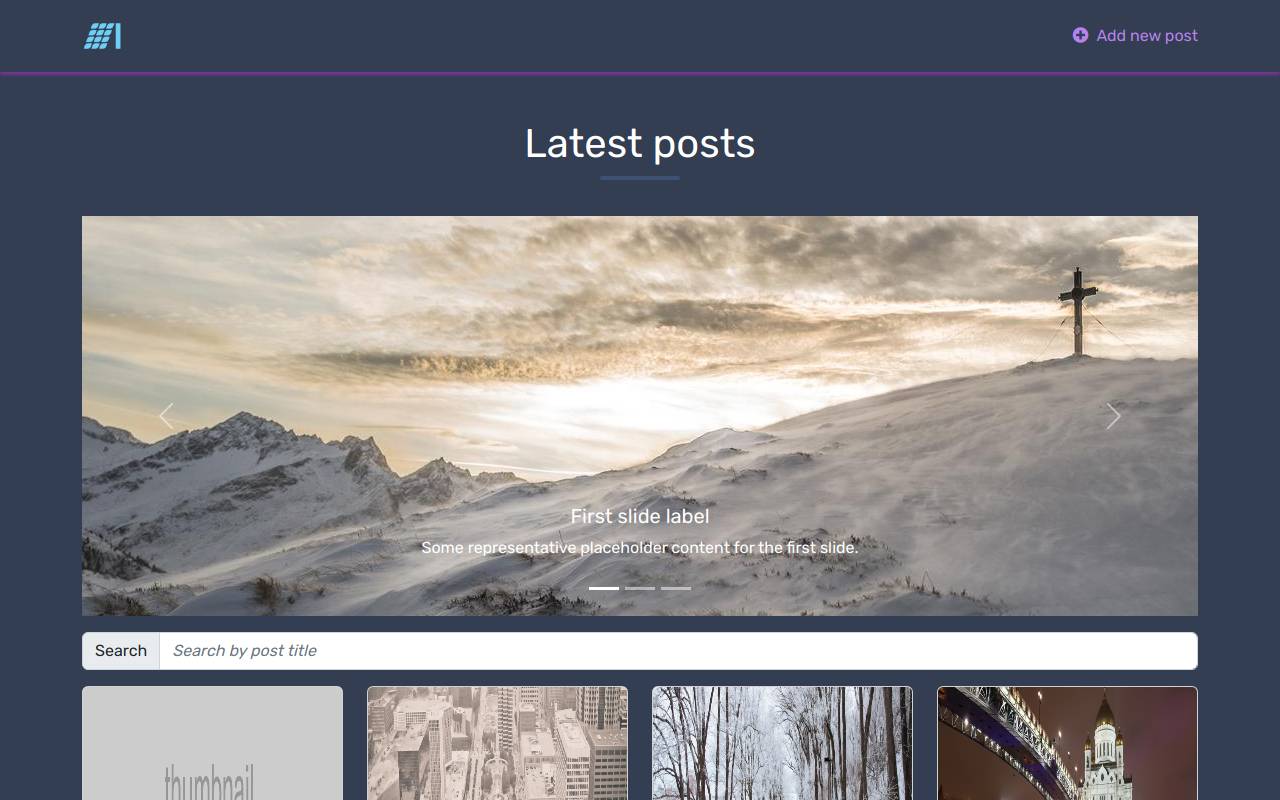 Add new post
Latest posts
First slide label
Some representative placeholder content for the first slide.
Search
Search by post title
thumbnail